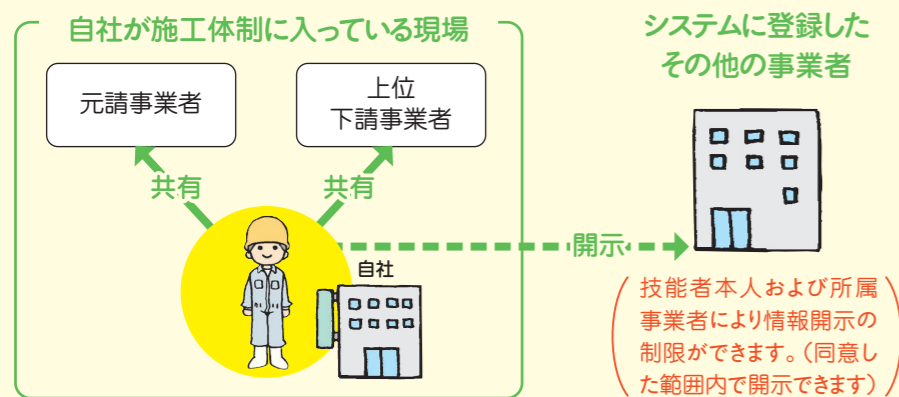 自社が施工体制に入っている現場
元請事業者
上位
下請事業者
共有
共有
自社
開示
システムに登録した
その他の事業者
技能者本人および所属
事業者により情報開示の
制限ができます。(同意し
た範囲内で開示できます)